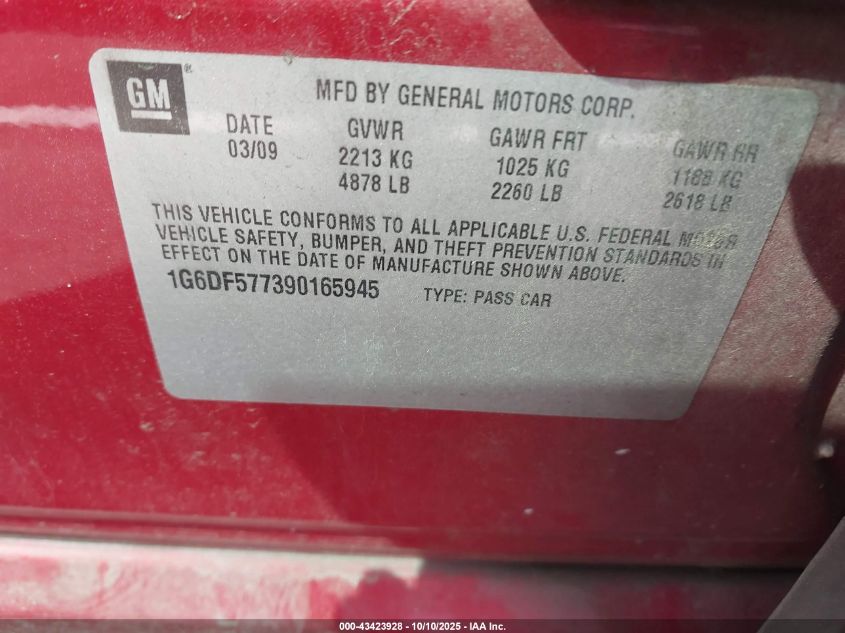 GM®
MFD BY GENERAL MOTORS CORP.
DATE GVWR GAWR FRT GAWR RR
03/09 2213 KG 1025 KG 1188 KG
4878 LB 2260 LB 2618 LB
THIS VEHICLE CONFORMS TO ALL APPLICABLE U.S. FEDERAL MOTOR
VEHICLE SAFETY, BUMPER, AND THEFT PREVENTION STANDARDS IN
EFFECT ON THE DATE OF MANUFACTURE SHOWN ABOVE.
1G6DF577390165945 TYPE: PASS CAR
000-43423928 - 10/10/2025 - IAA Inc.